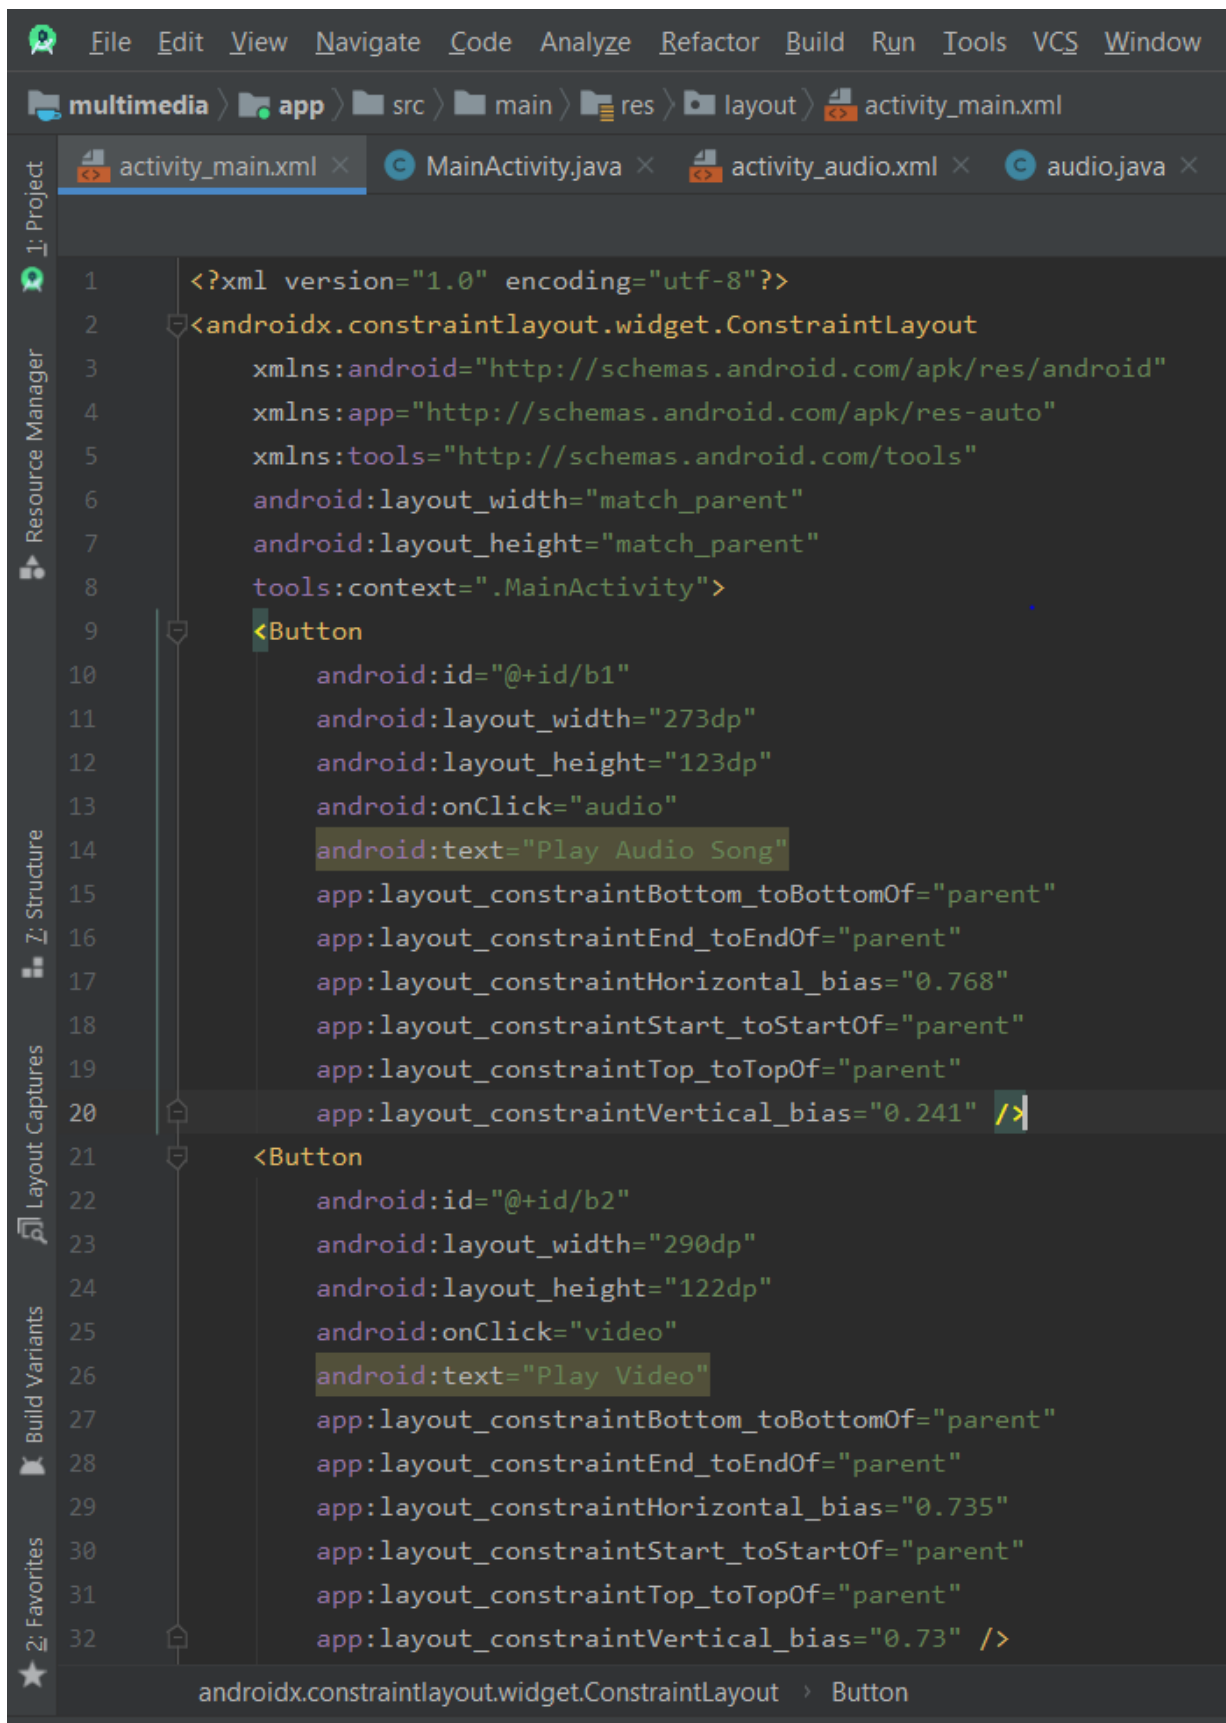 File Edit View Navigate Code Analyze Refactor Build Run Tools VCS Window
multimedia app src main res layout activity_main.xml
activity_main.xml MainActivity.java activity_audio.xml audio.java
1: Project
Resource Manager
Z: Structure
Layout Captures
Build Variants
2: Favorites
1 <?xml version="1.0" encoding="utf-8"?>
2 <androidx.constraintlayout.widget.ConstraintLayout
3 xmlns:android="http://schemas.android.com/apk/res/android"
4 xmlns:app="http://schemas.android.com/apk/res-auto"
5 xmlns:tools="http://schemas.android.com/tools"
6 android:layout_width="match_parent"
7 android:layout_height="match_parent"
8 tools:context=".MainActivity">
9 <Button
10 android:id="@+id/b1"
11 android:layout_width="273dp"
12 android:layout_height="123dp"
13 android:onClick="audio"
14 android:text="Play Audio Song"
15 app:layout_constraintBottom_toBottomOf="parent"
16 app:layout_constraintEnd_toEndOf="parent"
17 app:layout_constraintHorizontal_bias="0.768"
18 app:layout_constraintStart_toStartOf="parent"
19 app:layout_constraintTop_toTopOf="parent"
20 app:layout_constraintVertical_bias="0.241" />
21 <Button
22 android:id="@+id/b2"
23 android:layout_width="290dp"
24 android:layout_height="122dp"
25 android:onClick="video"
26 android:text="Play Video"
27 app:layout_constraintBottom_toBottomOf="parent"
28 app:layout_constraintEnd_toEndOf="parent"
29 app:layout_constraintHorizontal_bias="0.735"
30 app:layout_constraintStart_toStartOf="parent"
31 app:layout_constraintTop_toTopOf="parent"
32 app:layout_constraintVertical_bias="0.73" />
androidx.constraintlayout.widget.ConstraintLayout › Button